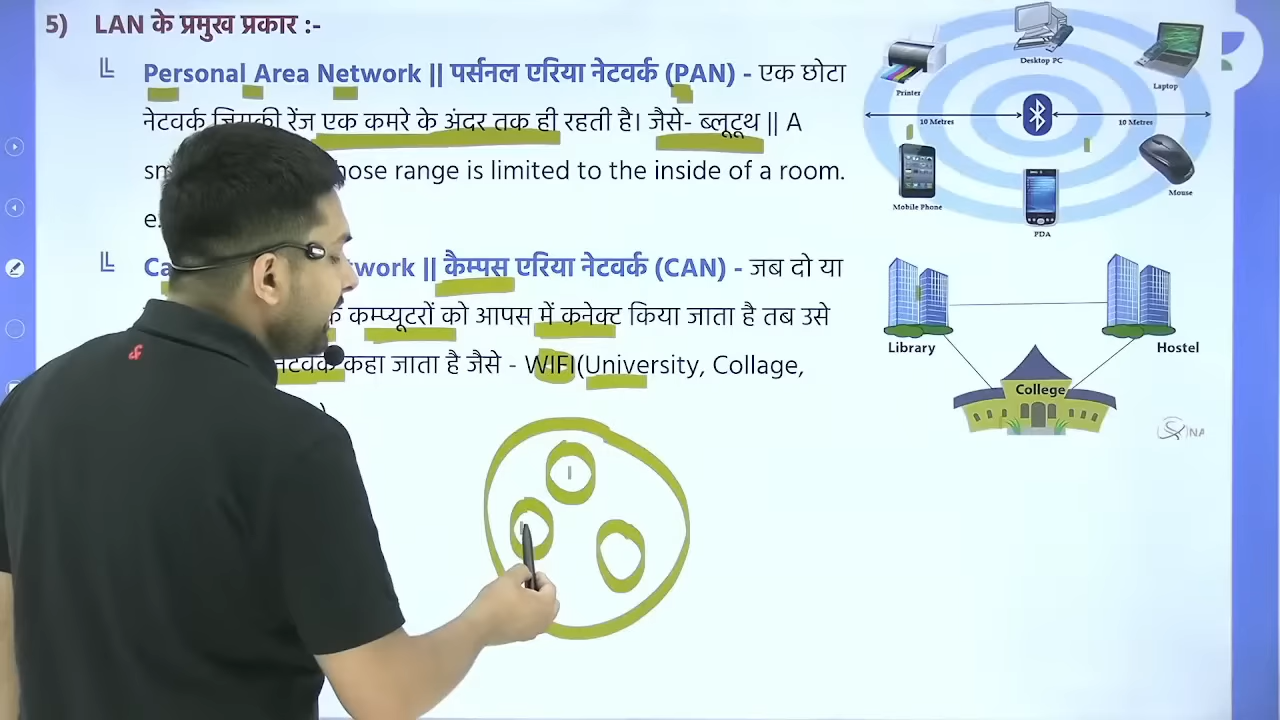 5) LAN के प्रमुख प्रकार :-
Personal Area Network || पर्सनल एरिया नेटवर्क (PAN) - एक छोटा
नेटवर्क जिसकी रेंज एक कमरे के अंदर तक ही रहती है। जैसे- ब्लूटूथ || A
range is limited to the inside of a room.
कैम्पस एरिया नेटवर्क (CAN) - जब दो या
कम्प्यूटरों को आपस में कनेक्ट किया जाता है तब उसे
नेटवर्क कहा जाता है जैसे - WIFI(University, Collage,
Printer
Desktop PC
Laptop
10 Metres
10 Metres
Mobile Phone
PDA
Mouse
Library
Hostel
College